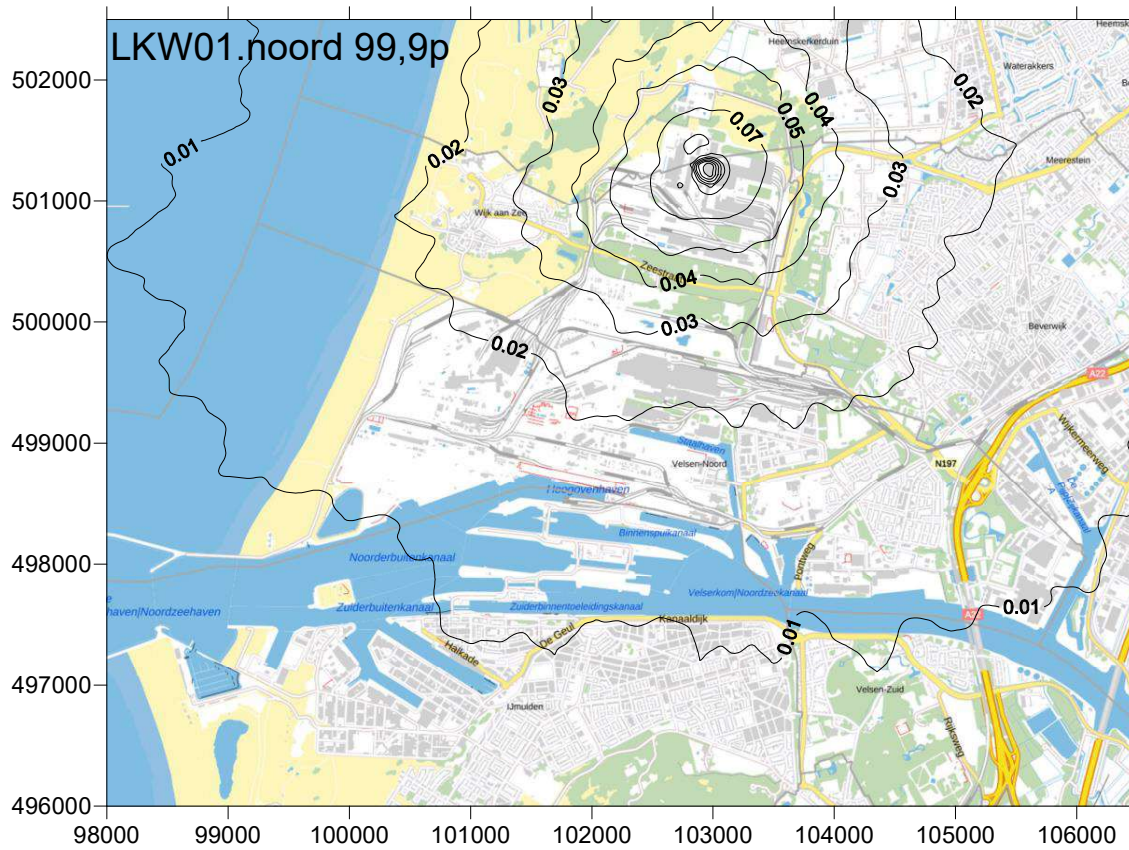 LKW01.noord 99,9p
502000
501000
500000
499000
498000
497000
496000
98000
99000
100000
101000
102000
103000
104000
105000
106000
Heemskerkerduin
Waterakkers
Meerestein
Wijk aan Zee
Beverwijk
A22
Wijkermeerweg
N197
Staalhaven
Velsen-Noord
Hoogovenhaven
Binnenspuikanaal
Noorderbuitenkanaal
Pontweg
Zuiderbuitenkanaal
Zuiderbinnentoeleidingskanaal
Velserkom|Noordzeekanaal
haven|Noordzeehaven
Kanaaldijk
De Geul
Halkade
IJmuiden
Velsen-Zuid
Rijksweg
0.01
0.02
0.03
0.07
0.05
0.04
0.02
0.03
0.04
0.03
0.02
0.01
0.01